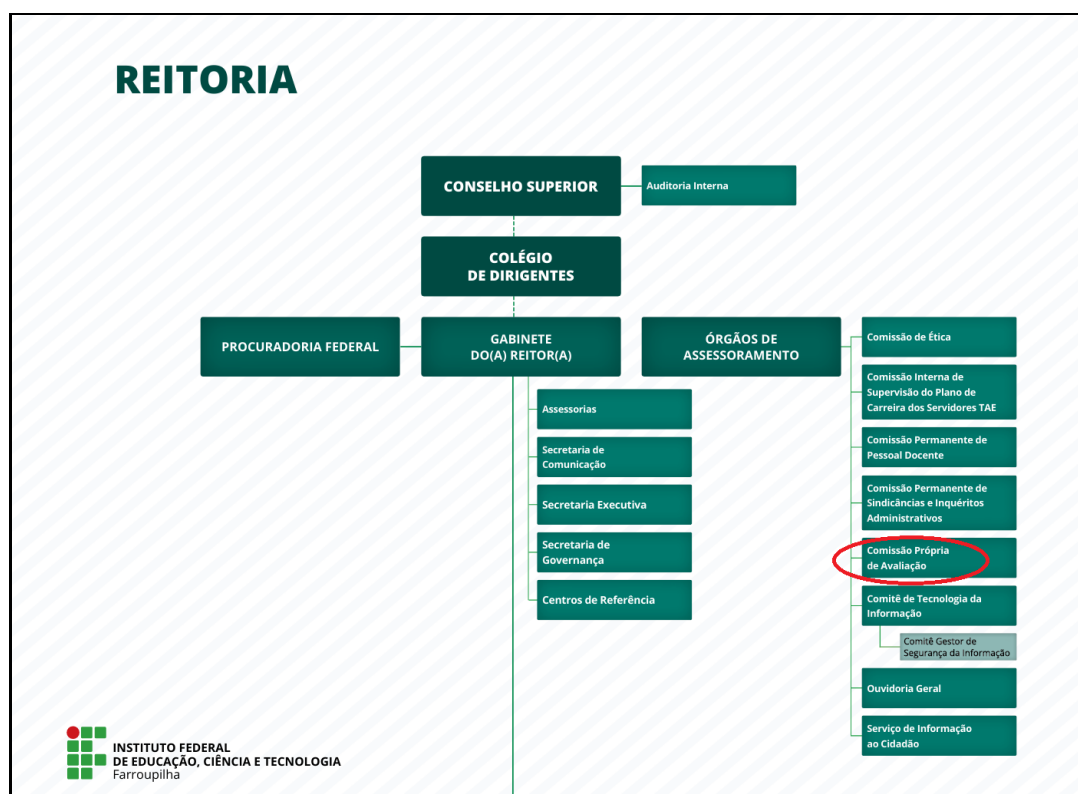 REITORIA
CONSELHO SUPERIOR
Auditoria Interna
COLÉGIO
DE DIRIGENTES
PROCURADORIA FEDERAL
GABINETE
DO(A) REITOR(A)
ÓRGÃOS DE
ASSESSORAMENTO
Assessorias
Secretaria de
Comunicação
Secretaria Executiva
Secretaria de
Governança
Centros de Referência
Comissão de Ética
Comissão Interna de
Supervisão do Plano de
Carreira dos Servidores TAE
Comissão Permanente de
Pessoal Docente
Comissão Permanente de
Sindicâncias e Inquéritos
Administrativos
Comissão Própria
de Avaliação
Comitê de Tecnologia da
Informação
Comitê Gestor de
Segurança da Informação
Ouvidoria Geral
Serviço de Informação
ao Cidadão
INSTITUTO FEDERAL
DE EDUCAÇÃO, CIÊNCIA E TECNOLOGIA
Farroupilha